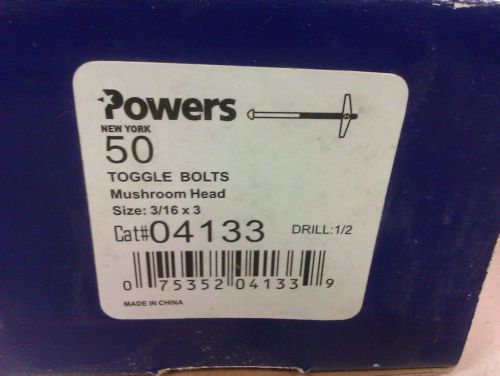 Powers
NEW YORK
50
TOGGLE BOLTS
Mushroom Head
Size: 3/16 x 3
Cat# 04133 DRILL:1/2
0 75352 04133 9
MADE IN CHINA